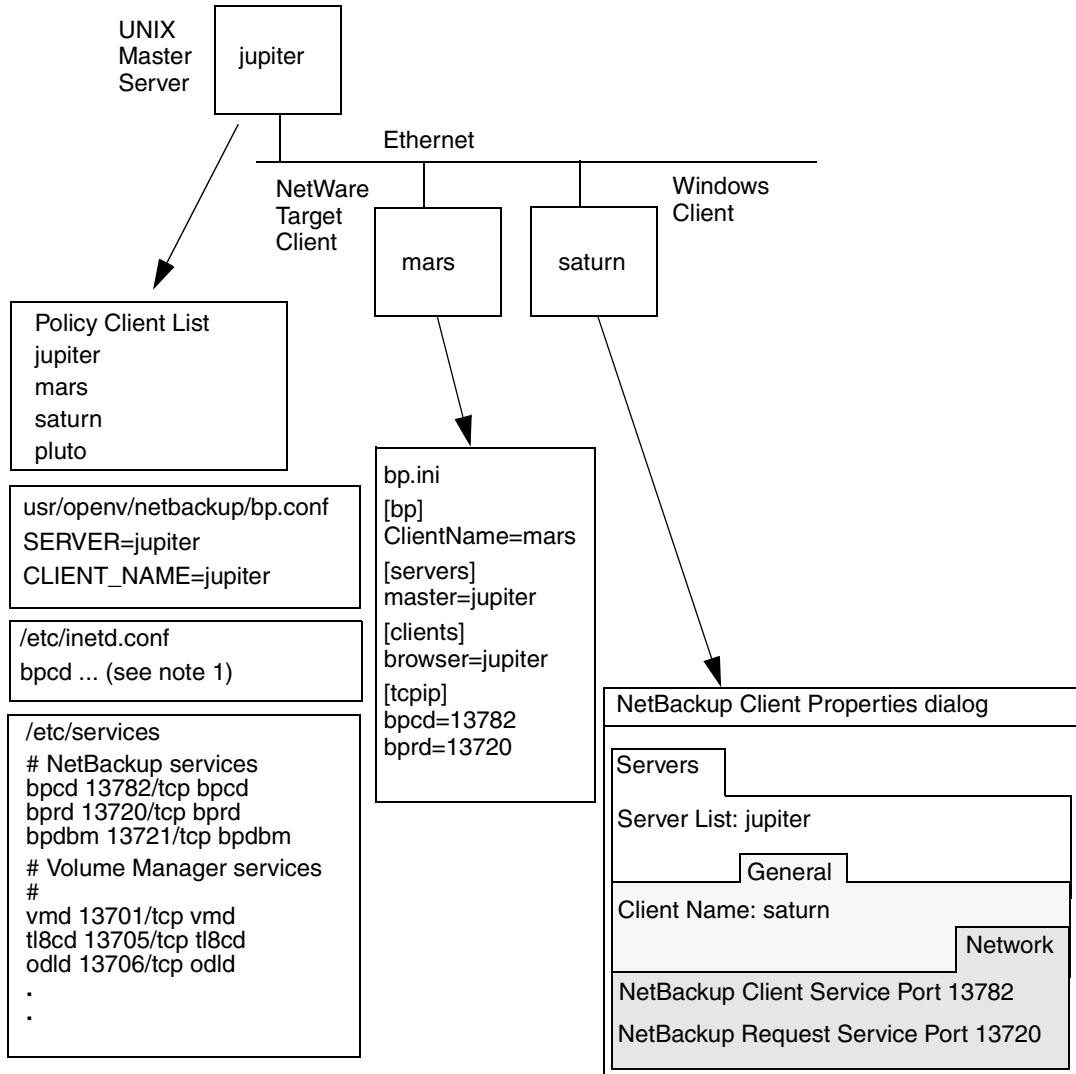 UNIX
Master
Server
jupiter
Ethernet
NetWare
Target
Client
mars
saturn
Windows
Client
Policy Client List
jupiter
mars
saturn
pluto
usr/openv/netbackup/bp.conf
SERVER=jupiter
CLIENT_NAME=jupiter
/etc/inetd.conf
bpcd ... (see note 1)
/etc/services
# NetBackup services
bpcd 13782/tcp bpcd
bprd 13720/tcp bprd
bpdbm 13721/tcp bpdbm
# Volume Manager services
#
vmd 13701/tcp vmd
tl8cd 13705/tcp tl8cd
odld 13706/tcp odld
.
.
bp.ini
[bp]
ClientName=mars
[servers]
master=jupiter
[clients]
browser=jupiter
[tcpip]
bpcd=13782
bprd=13720
NetBackup Client Properties dialog
Servers
Server List: jupiter
General
Client Name: saturn
Network
NetBackup Client Service Port 13782
NetBackup Request Service Port 13720